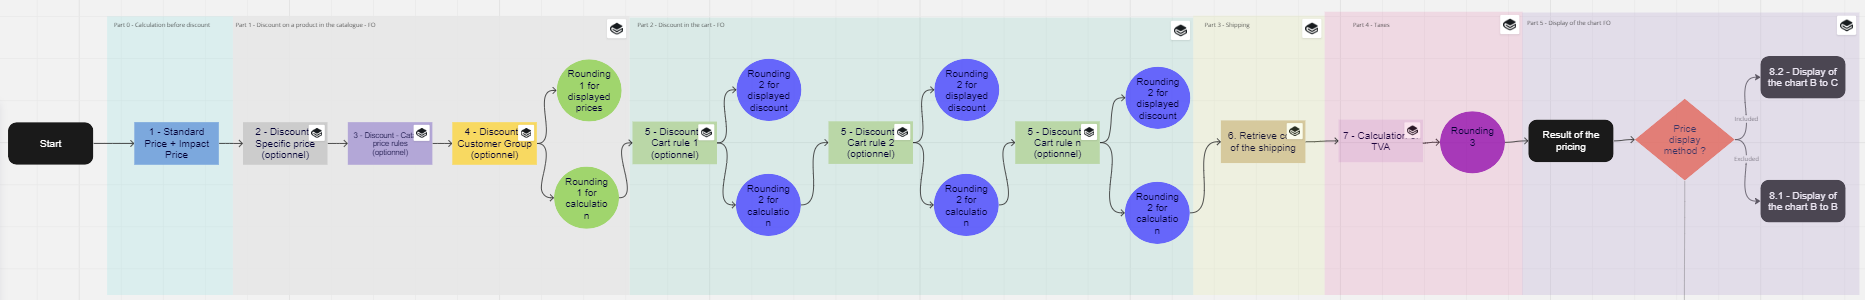 Part 0 - Calculation before discount
Part 1 - Discount on a product in the catalogue - FO
Part 2 - Discount in the cart - FO
Part 3 - Shipping
Part 4 - Taxes
Part 5 - Display of the chart FO
Start
1 - Standard
Price + Impact
Price
2 - Discount
Specific price
(optionnel)
3 - Discount - Cat
price rules
(optionnel)
4 - Discount
Customer Group
(optionnel)
Rounding
1 for
displayed
prices
Rounding
1 for
calculatio
n
5 - Discount
Cart rule 1
(optionnel)
Rounding
2 for
displayed
discount
Rounding
2 for
calculatio
n
5 - Discount
Cart rule 2
(optionnel)
Rounding
2 for
displayed
discount
Rounding
2 for
calculatio
n
5 - Discount
Cart rule n
(optionnel)
Rounding
2 for
displayed
discount
Rounding
2 for
calculatio
n
6. Retrieve
of the shipping
7 - Calculation
TVA
Rounding
3
Result of the
pricing
Price
display
method ?
Included
Excluded
8.2 - Display of
the chart B to C
8.1 - Display of
the chart B to B